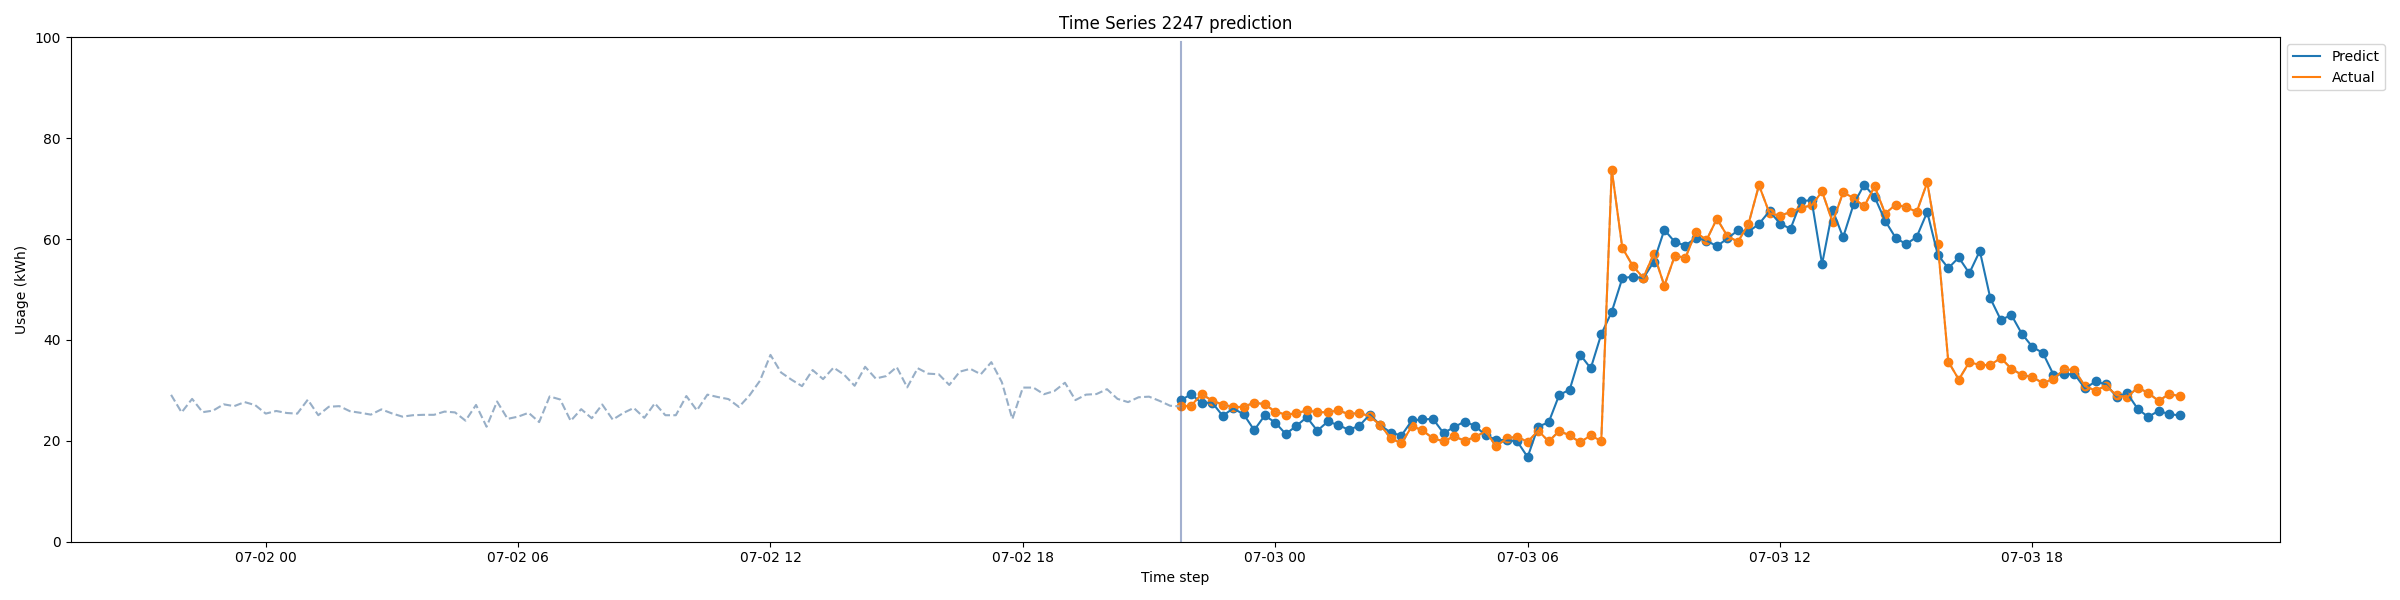 Time Series 2247 prediction
100
80
60
40
20
0
Usage (kWh)
07-02 00
07-02 06
07-02 12
07-02 18
07-03 00
07-03 06
07-03 12
07-03 18
Time step
Predict
Actual